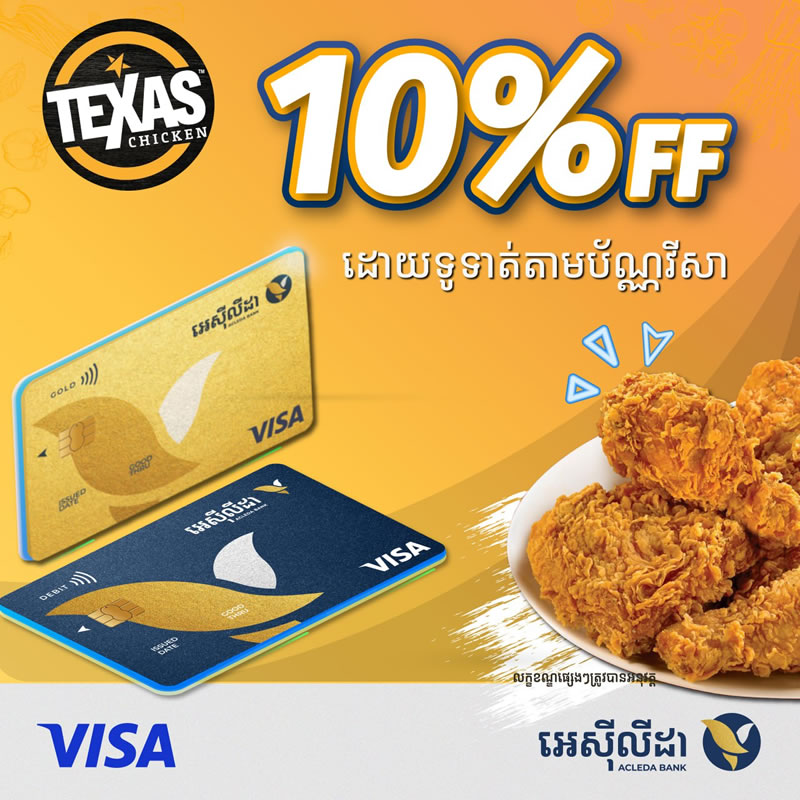 TEXAS™
CHICKEN
10%FF
ដោយទូទាត់តាមប័ណ្ណវីសា
អេស៊ីលីដា
ACLEDA BANK
GOLD
VISA
GOOD
THRU
ISSUED
DATE
អេស៊ីលីដា
ACLEDA BANK
DEBIT
VISA
GOOD
THRU
ISSUED
DATE
លក្ខខណ្ឌផ្សេងៗត្រូវបានអនុវត្ត
VISA
អេស៊ីលីដា
ACLEDA BANK